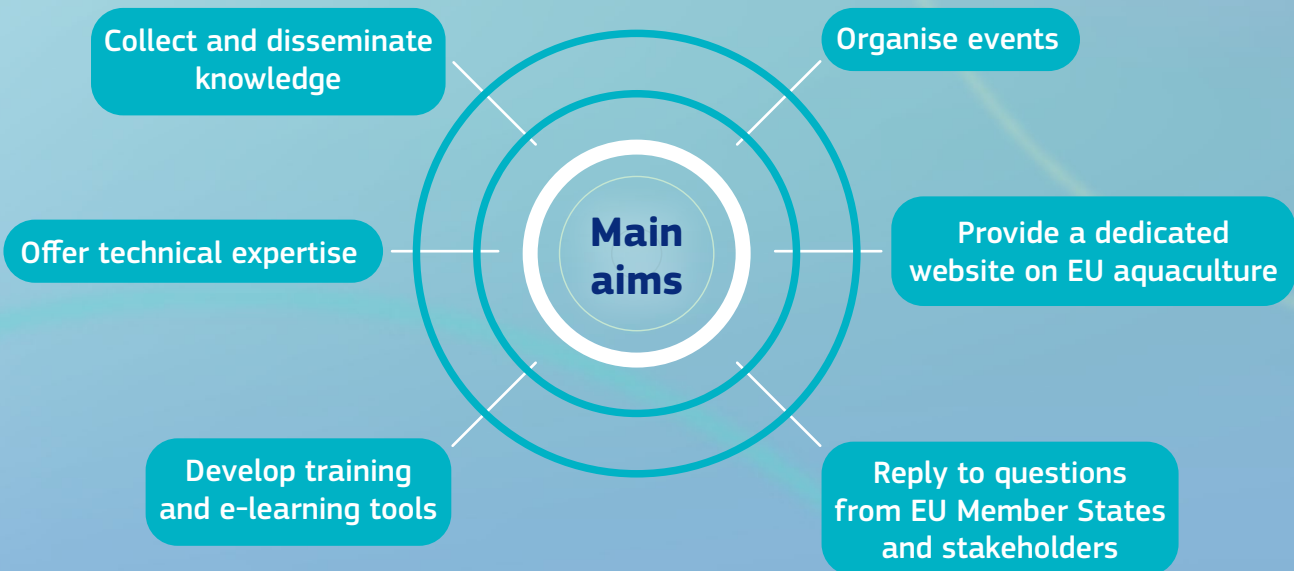 Collect and disseminate
knowledge
Organise events
Offer technical expertise
Main
aims
Provide a dedicated
website on EU aquaculture
Develop training
and e-learning tools
Reply to questions
from EU Member States
and stakeholders